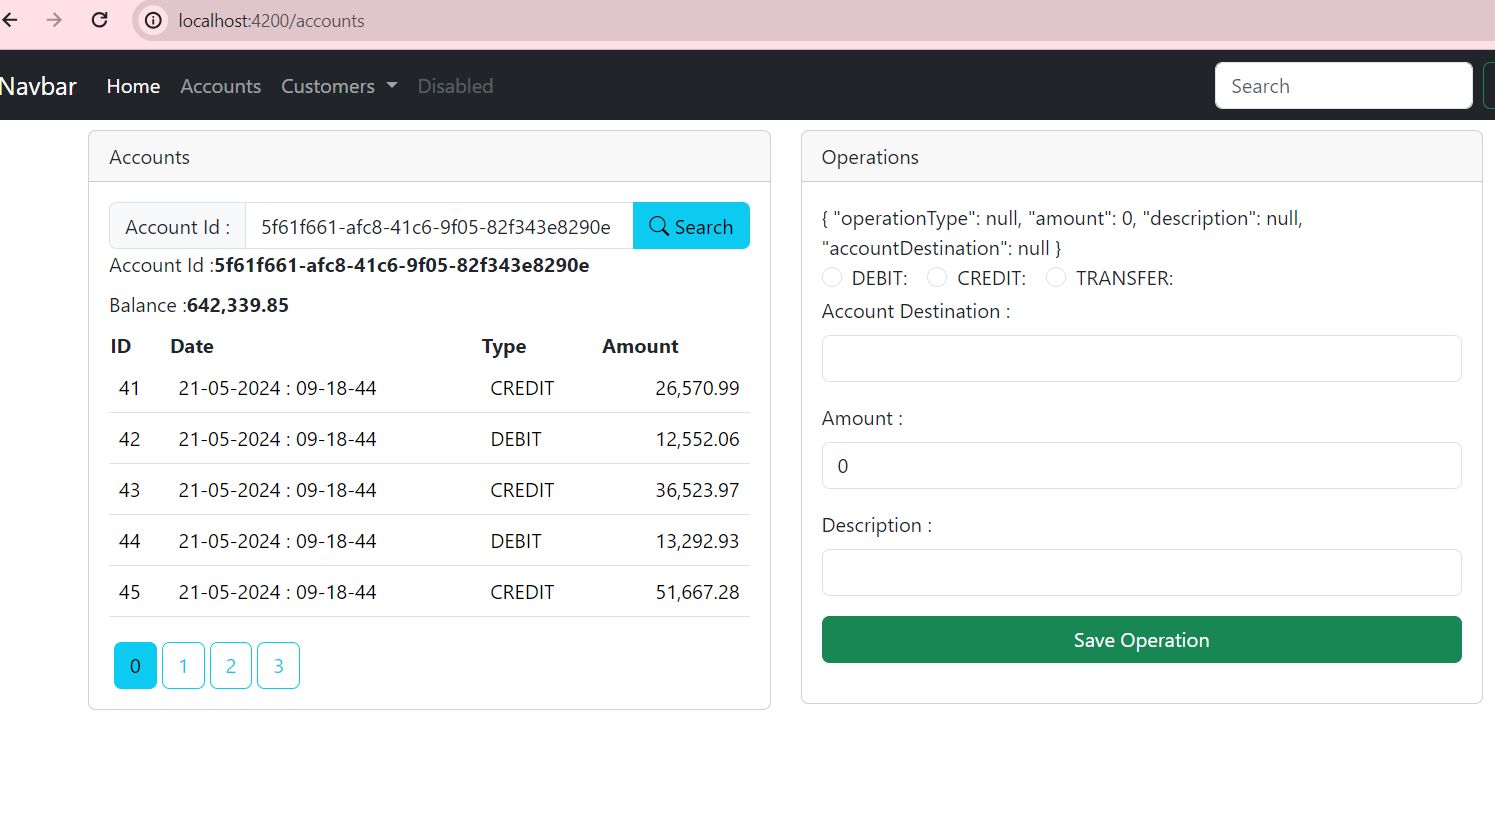 localhost:4200/accounts
Navbar Home Accounts Customers Disabled Search
Accounts
Account Id : 5f61f661-afc8-41c6-9f05-82f343e8290e Search
Account Id :5f61f661-afc8-41c6-9f05-82f343e8290e
Balance :642,339.85
ID Date Type Amount
41 21-05-2024 : 09-18-44 CREDIT 26,570.99
42 21-05-2024 : 09-18-44 DEBIT 12,552.06
43 21-05-2024 : 09-18-44 CREDIT 36,523.97
44 21-05-2024 : 09-18-44 DEBIT 13,292.93
45 21-05-2024 : 09-18-44 CREDIT 51,667.28
0 1 2 3
Operations
{ "operationType": null, "amount": 0, "description": null,
"accountDestination": null }
DEBIT: CREDIT: TRANSFER:
Account Destination :
Amount :
0
Description :
Save Operation